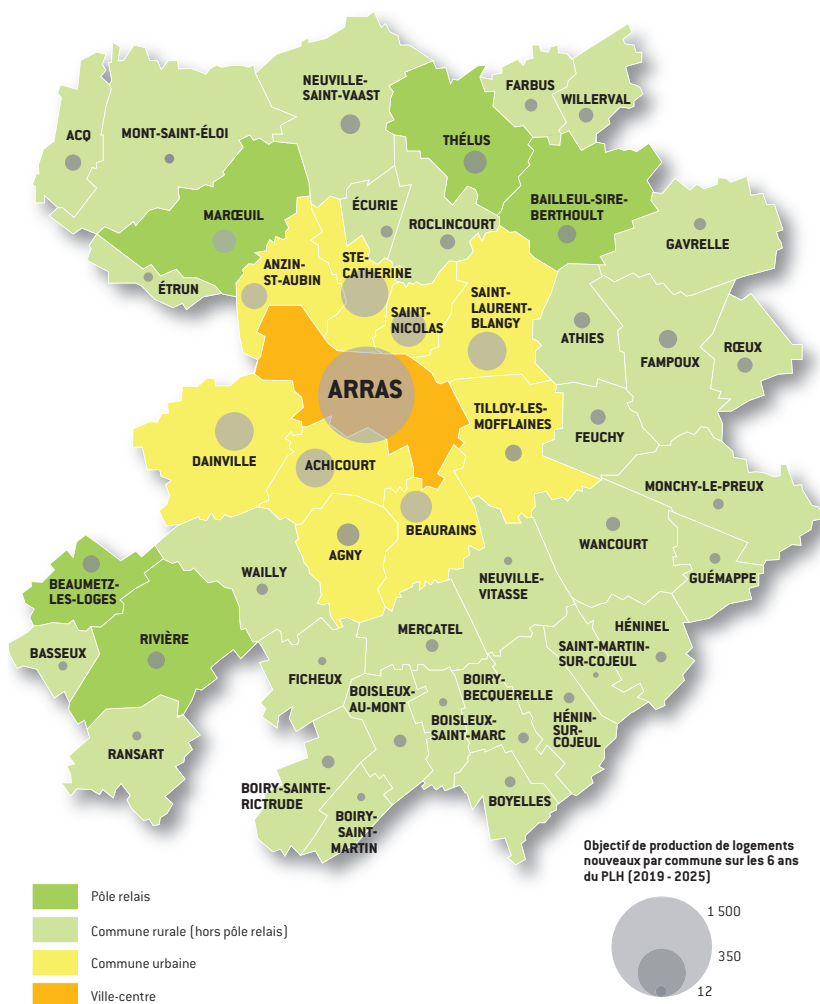 NEUVILLE-
SAINT-VAAST
FARBUS
WILLERVAL
ACQ
MONT-SAINT-ÉLOI
THÉLUS
BAILLEUL-SIRE-
BERTHOULT
MARŒUIL
ÉCURIE
ROCLINCOURT
GAVRELLE
ÉTRUN
ANZIN-
ST-AUBIN
STE-
CATHERINE
SAINT-
NICOLAS
SAINT-
LAURENT-
BLANGY
ATHIES
FAMPOUX
RŒUX
ARRAS
TILLOY-LES-
MOFFLAINES
FEUCHY
DAINVILLE
ACHICOURT
MONCHY-LE-PREUX
BEAURAINS
AGNY
WANCOURT
GUÉMAPPE
WAILLY
NEUVILLE-
VITASSE
BEAUMETZ-
LES-LOGES
RIVIÈRE
BASSEUX
MERCATEL
HÉNINEL
SAINT-MARTIN-
SUR-COJEUL
FICHEUX
BOISLEUX-
AU-MONT
BOIRY-
BECQUERELLE
BOISLEUX-
SAINT-MARC
HÉNIN-
SUR-
COJEUL
RANSART
BOIRY-SAINTE-
RICTRUDE
BOIRY-
SAINT-
MARTIN
BOYELLES
Objectif de production de logements
nouveaux par commune sur les 6 ans
du PLH (2019 - 2025)
1 500
350
12
Pôle relais
Commune rurale (hors pôle relais)
Commune urbaine
Ville-centre